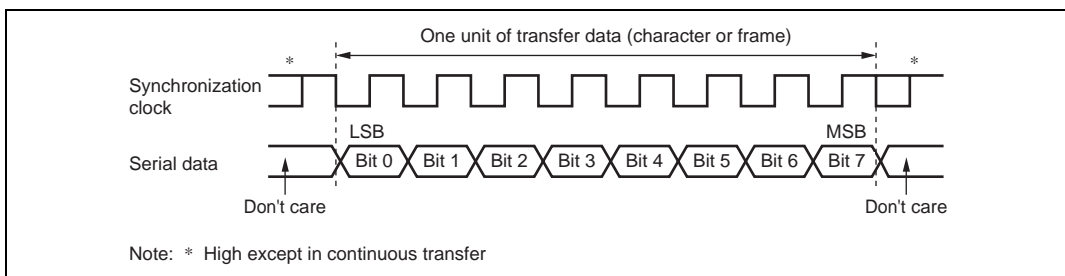 One unit of transfer data (character or frame)
* *
Synchronization
clock
LSB MSB
Serial data Bit 0 Bit 1 Bit 2 Bit 3 Bit 4 Bit 5 Bit 6 Bit 7
Don't care Don't care
Note: * High except in continuous transfer